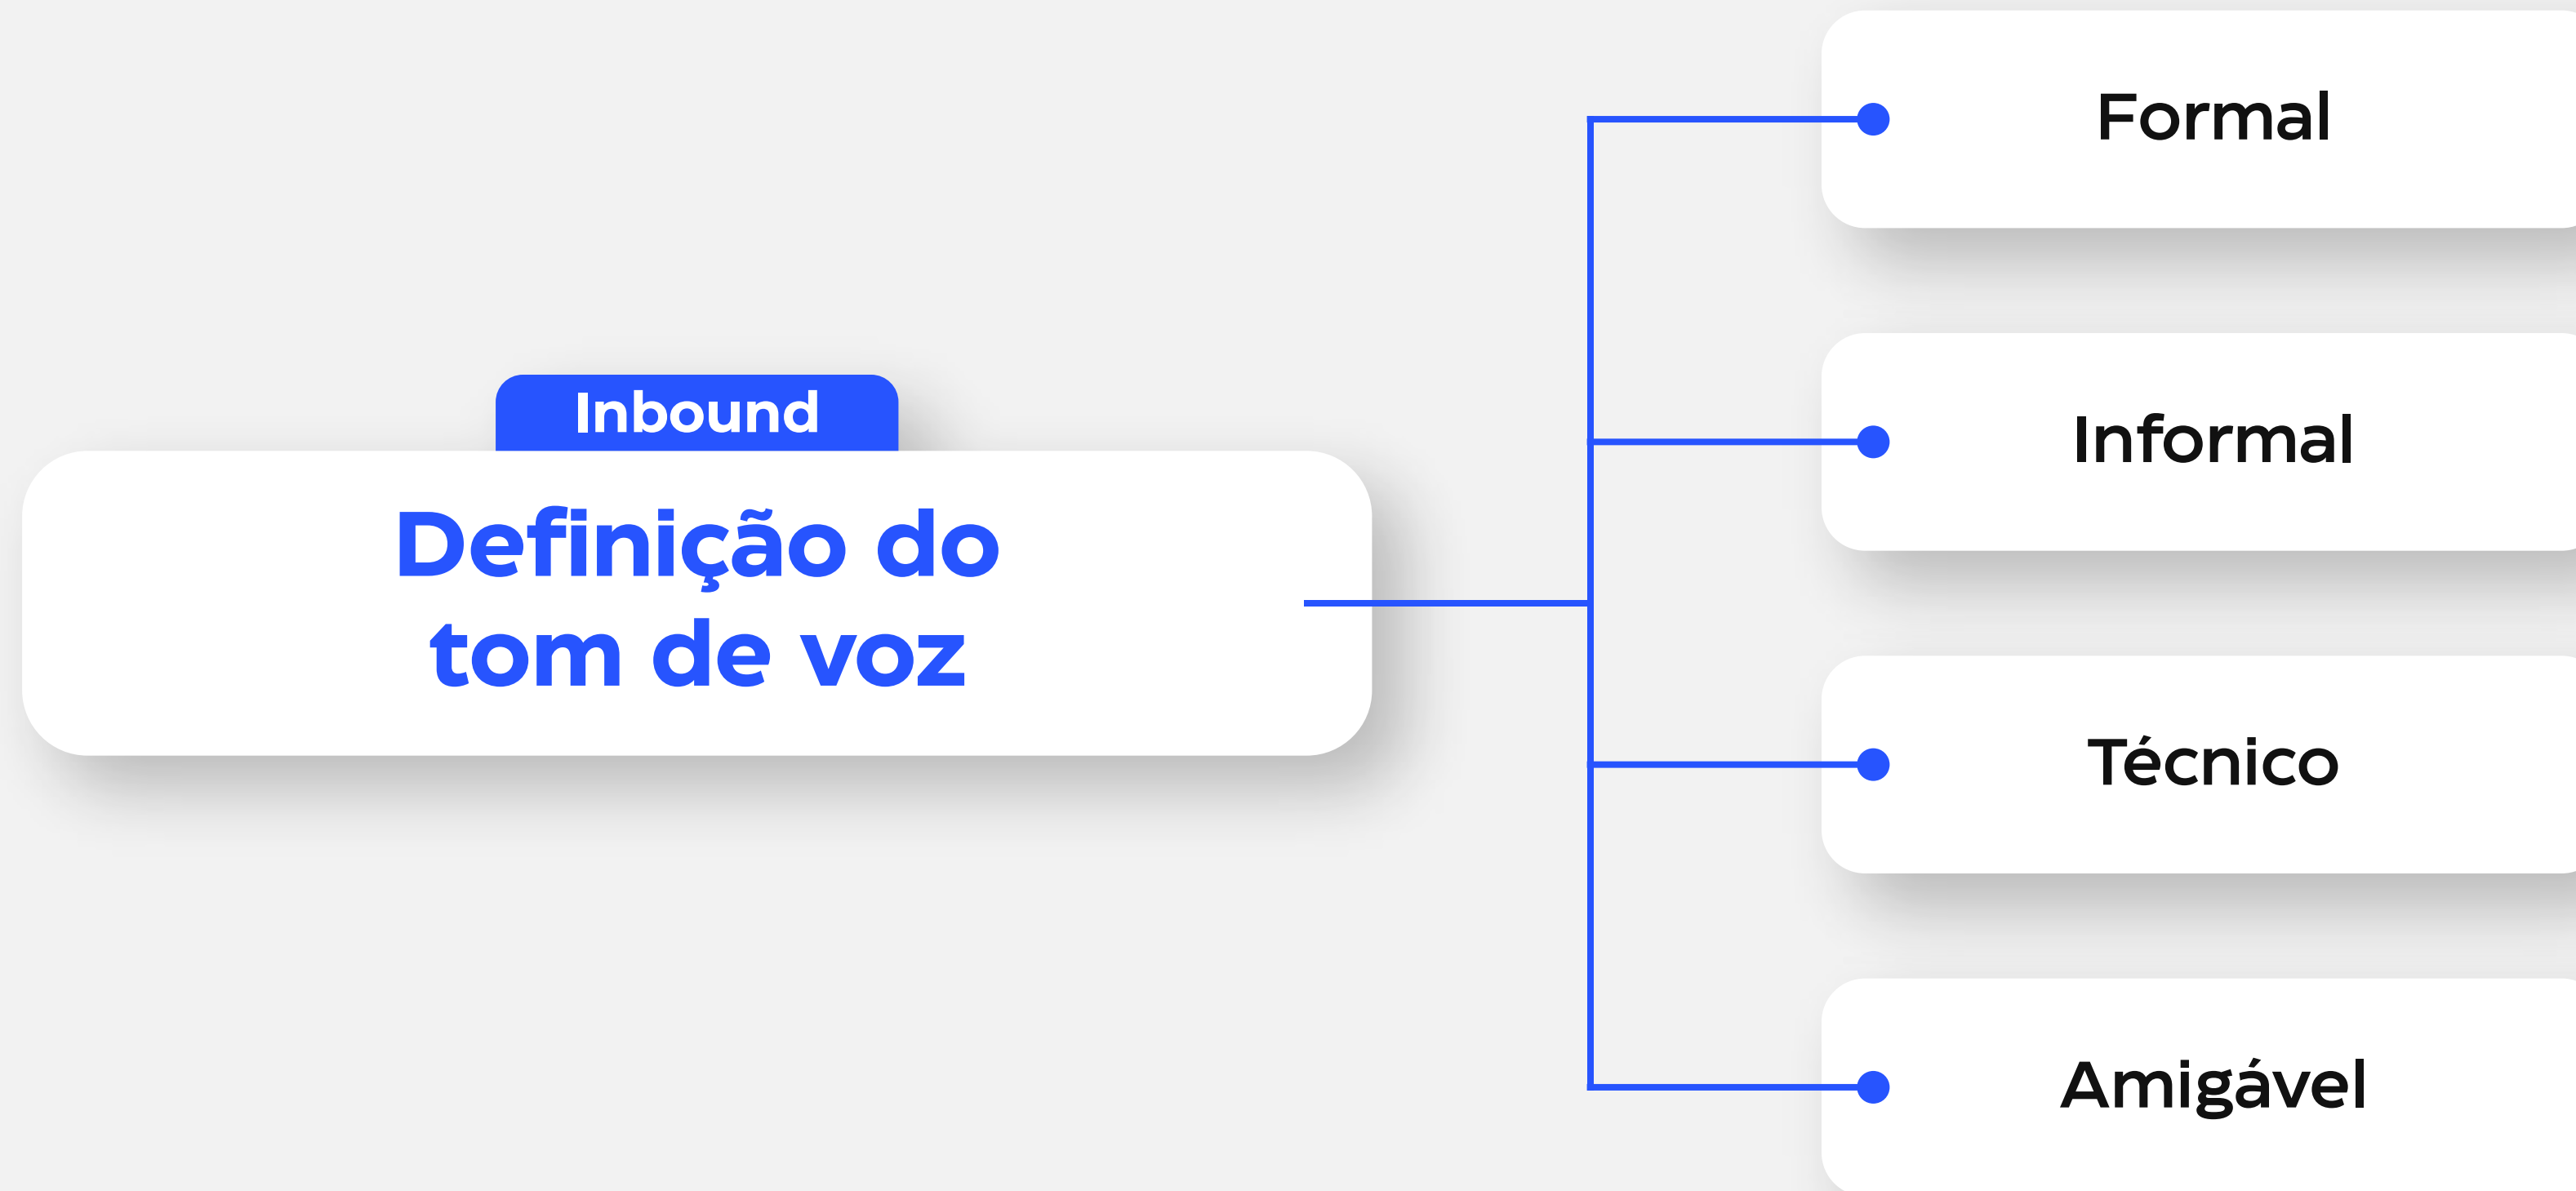 Inbound
Definição do
tom de voz
Formal
Informal
Técnico
Amigável